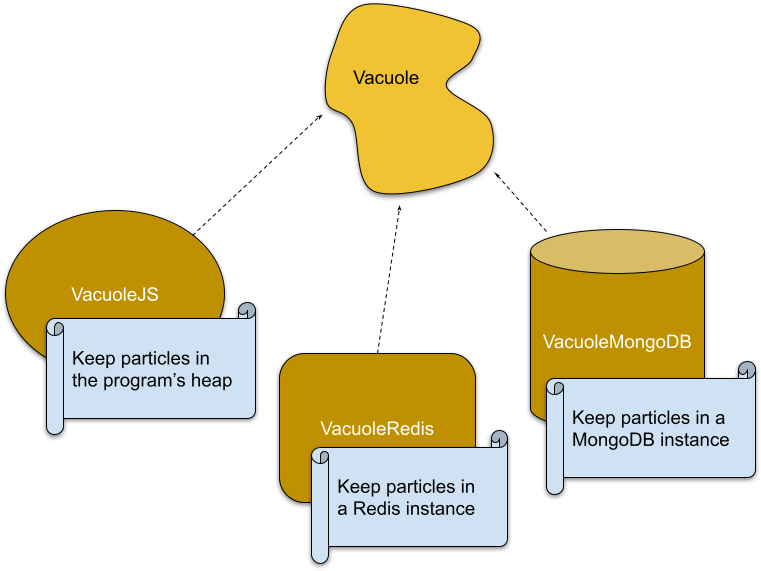 Vacuole
VacuoleJS
Keep particles in
the program's heap
VacuoleRedis
Keep particles in
a Redis instance
VacuoleMongoDB
Keep particles in a
MongoDB instance